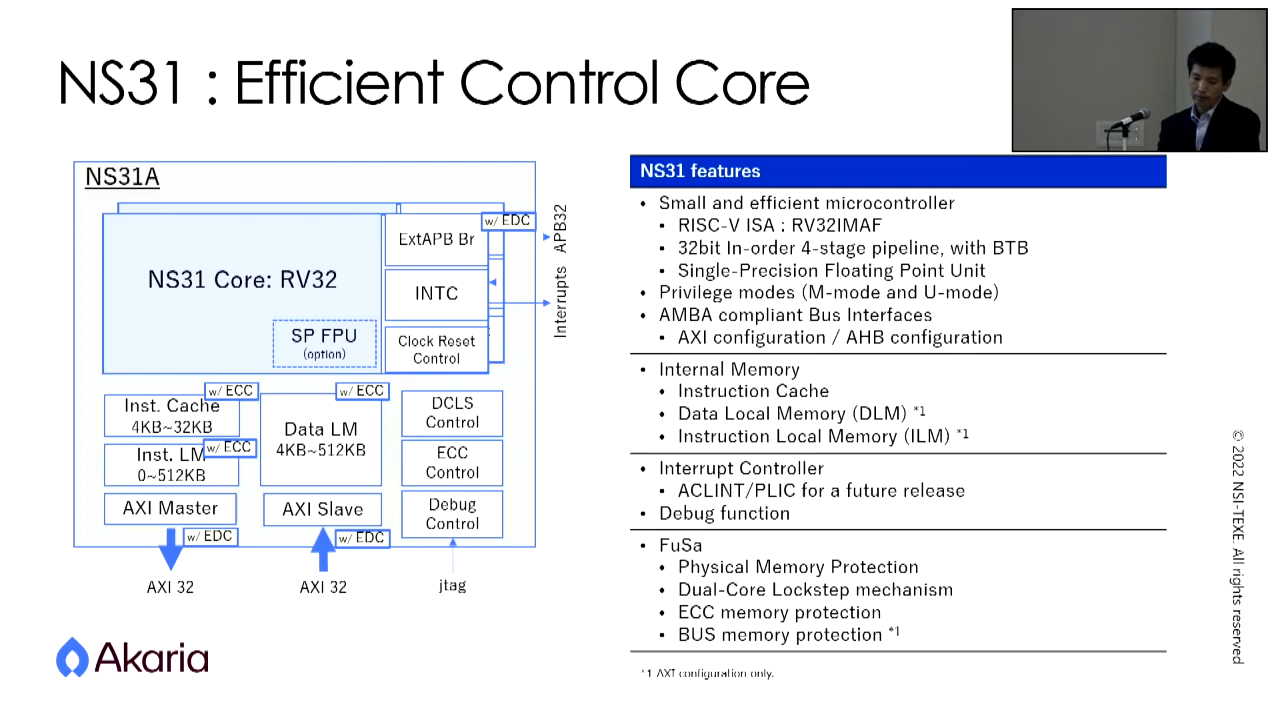 NS31 : Efficient Control Core
NS31A
w/ EDC
ExtAPB Br
APB32
NS31 Core: RV32
INTC
Interrupts
SP FPU
(option)
Clock Reset
Control
w/ ECC
w/ ECC
Inst. Cache
4KB~32KB
Data LM
4KB~512KB
DCLS
Control
w/ ECC
Inst. LM
0~512KB
ECC
Control
AXI Master
AXI Slave
Debug
Control
w/ EDC
w/ EDC
AXI 32
AXI 32
jtag
Akaria
NS31 features
• Small and efficient microcontroller
• RISC-V ISA : RV32IMAF
• 32bit In-order 4-stage pipeline, with BTB
• Single-Precision Floating Point Unit
• Privilege modes (M-mode and U-mode)
• AMBA compliant Bus Interfaces
• AXI configuration / AHB configuration
• Internal Memory
• Instruction Cache
• Data Local Memory (DLM) *1
• Instruction Local Memory (ILM) *1
• Interrupt Controller
• ACLINT/PLIC for a future release
• Debug function
• FuSa
• Physical Memory Protection
• Dual-Core Lockstep mechanism
• ECC memory protection
• BUS memory protection *1
*1 AXI configuration only.
© 2022 NSI-TEXE. All rights reserved